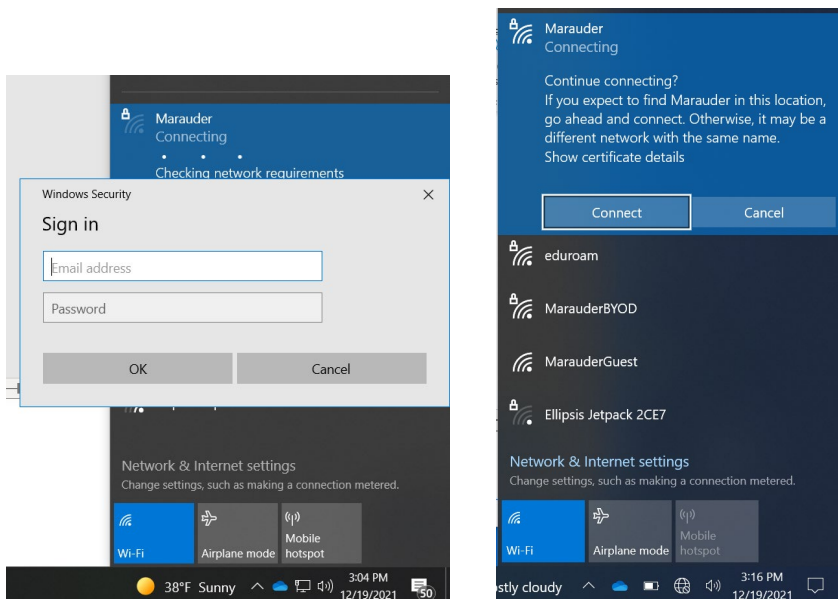 Marauder
Connecting
Checking network requirements
Windows Security
Sign in
Email address
Password
OK
Cancel
Network & Internet settings
Change settings, such as making a connection metered.
Wi-Fi
Airplane mode
Mobile
hotspot
38°F Sunny
3:04 PM
12/19/2021
50
Marauder
Connecting
Continue connecting?
If you expect to find Marauder in this location,
go ahead and connect. Otherwise, it may be a
different network with the same name.
Show certificate details
Connect
Cancel
eduroam
MarauderBYOD
MarauderGuest
Ellipsis Jetpack 2CE7
Network & Internet settings
Change settings, such as making a connection metered.
Wi-Fi
Airplane mode
Mobile
hotspot
stly cloudy
3:16 PM
12/19/2021